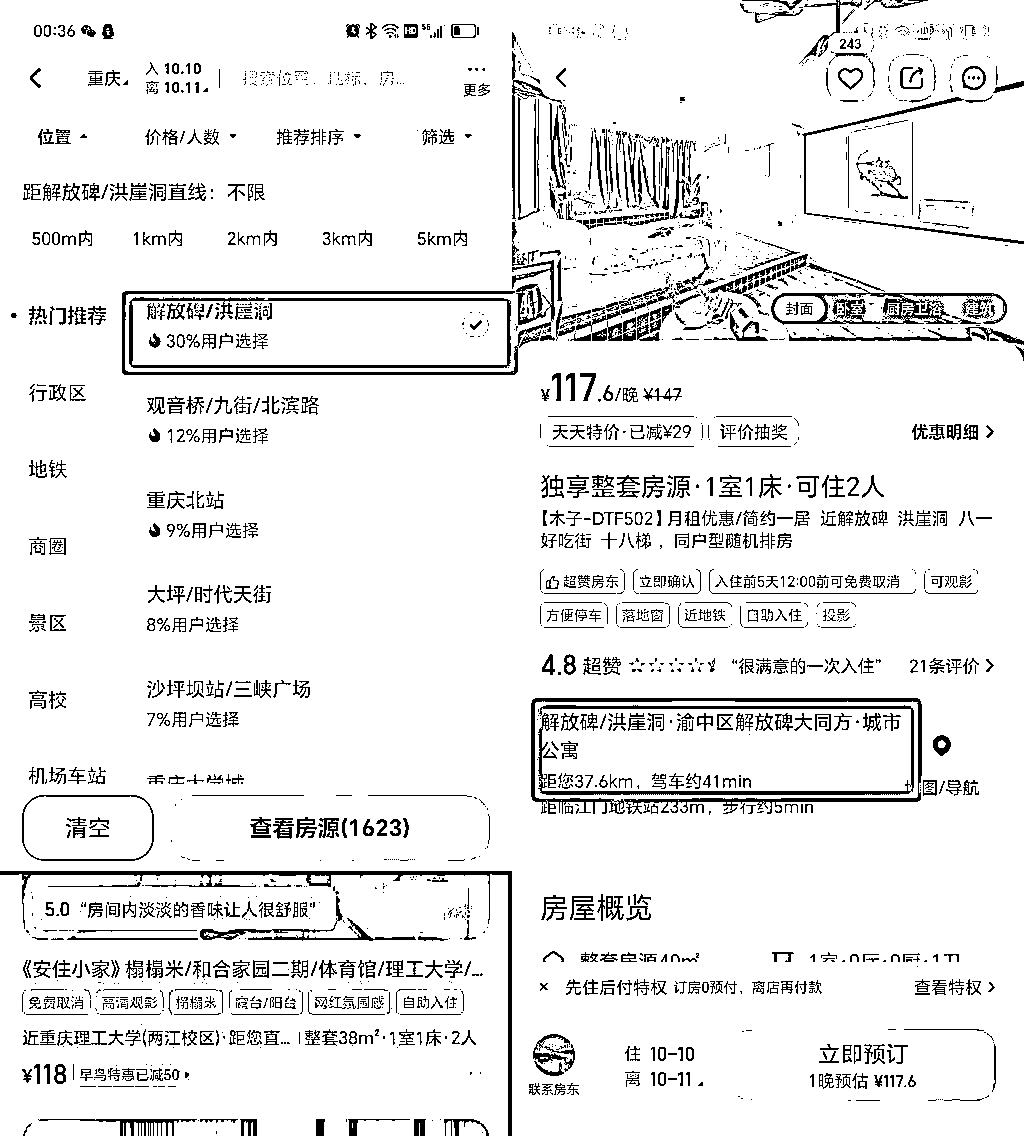 00:36
重庆
入 10.10
离 10.11
搜索位置、地标、房...
更多
位置
价格/人数
推荐排序
筛选
距解放碑/洪崖洞直线：不限
500m内
1km内
2km内
3km内
5km内
热门推荐
行政区
地铁
商圈
景区
高校
机场车站
解放碑/洪崖洞
30%用户选择
观音桥/九街/北滨路
12%用户选择
重庆北站
9%用户选择
大坪/时代天街
8%用户选择
沙坪坝站/三峡广场
7%用户选择
重庆大学城
清空
查看房源(1623)
5.0 “房间内淡淡的香味让人很舒服”
《安住小家》榻榻米/和合家园二期/体育馆/理工大学/...
免费取消
高清观影
榻榻米
露台/阳台
网红氛围感
自助入住
近重庆理工大学(两江校区)·距您直...
整套38m²·1室1床·2人
¥118
早鸟特惠已减50
243
封面
卧室
厨房卫浴
建筑
¥117.6/晚 ¥147
天天特价·已减¥29
评价抽奖
优惠明细
独享整套房源·1室1床·可住2人
【木子-DTF502】月租优惠/简约一居 近解放碑 洪崖洞 八一
好吃街 十八梯 ，同户型随机排房
超赞房东
立即确认
入住前5天12:00前可免费取消
可观影
方便停车
落地窗
近地铁
自助入住
投影
4.8 超赞
“很满意的一次入住”
21条评价
解放碑/洪崖洞·渝中区解放碑大同方·城市
公寓
距您37.6km，驾车约41min
图/导航
距临江门地铁站233m，步行约5min
房屋概览
整套房源40m²
1室·0厅·0厨·1卫
× 先住后付特权 订房0预付，离店再付款
查看特权
联系房东
住 10-10
离 10-11
立即预订
1晚预估 ¥117.6